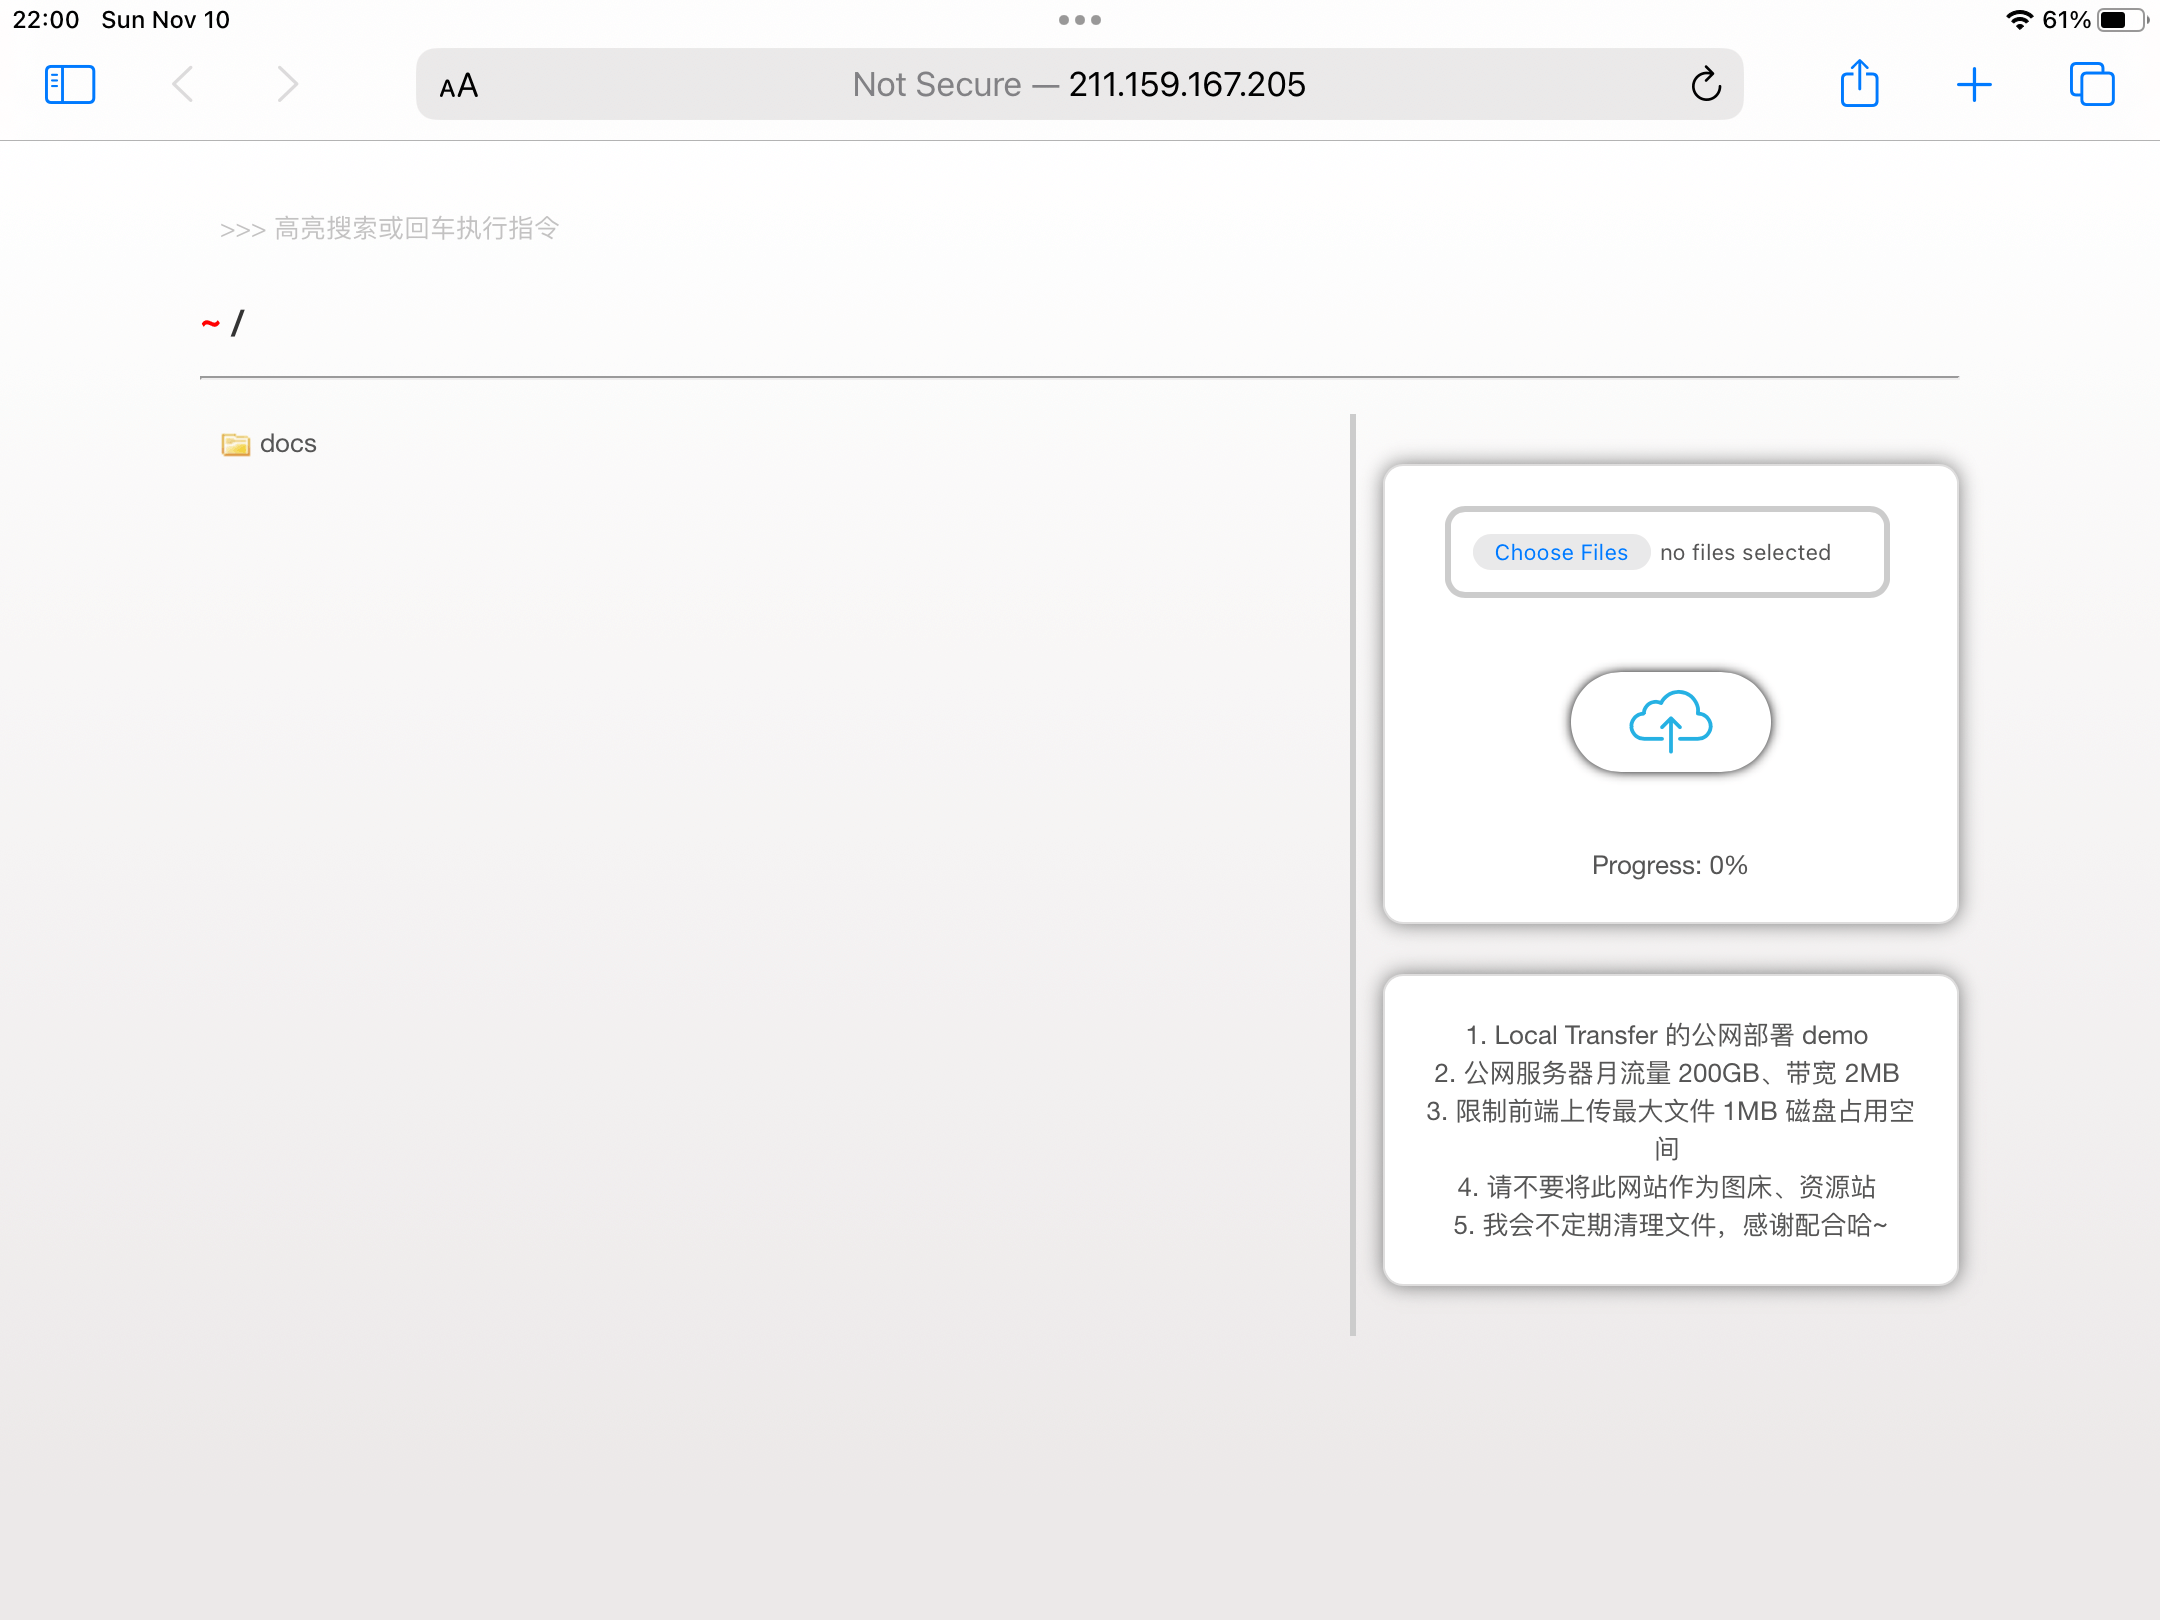 22:00 Sun Nov 10
61%
AA
Not Secure — 211.159.167.205
>>> 高亮搜索或回车执行指令
~ /
docs
Choose Files no files selected
Progress: 0%
1. Local Transfer 的公网部署 demo
2. 公网服务器月流量 200GB、带宽 2MB
3. 限制前端上传最大文件 1MB 磁盘占用空
间
4. 请不要将此网站作为图床、资源站
5. 我会不定期清理文件，感谢配合哈~